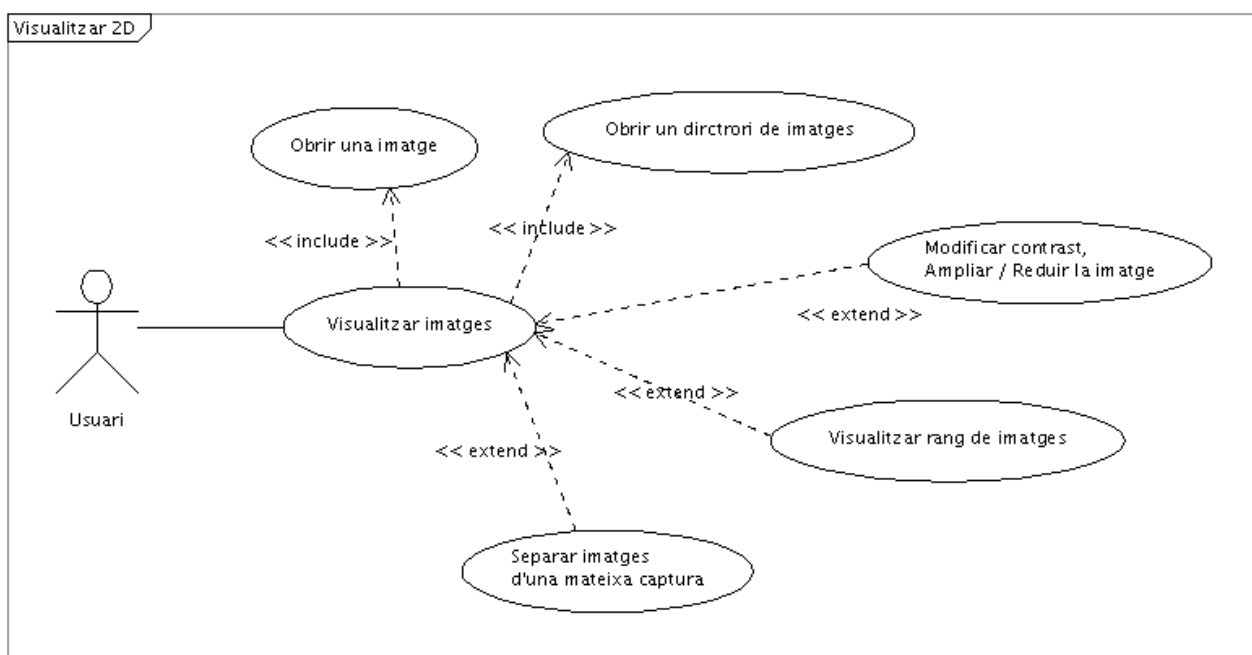 Visualitzar 2D
Obrir una imatge
Obrir un dirctrori de imatges
<< include >>
<< include >>
Modificar contrast,
Ampliar / Reduir la imatge
<< extend >>
Visualitzar imatges
<< extend >>
Usuari
Visualitzar rang de imatges
<< extend >>
Separar imatges
d'una mateixa captura